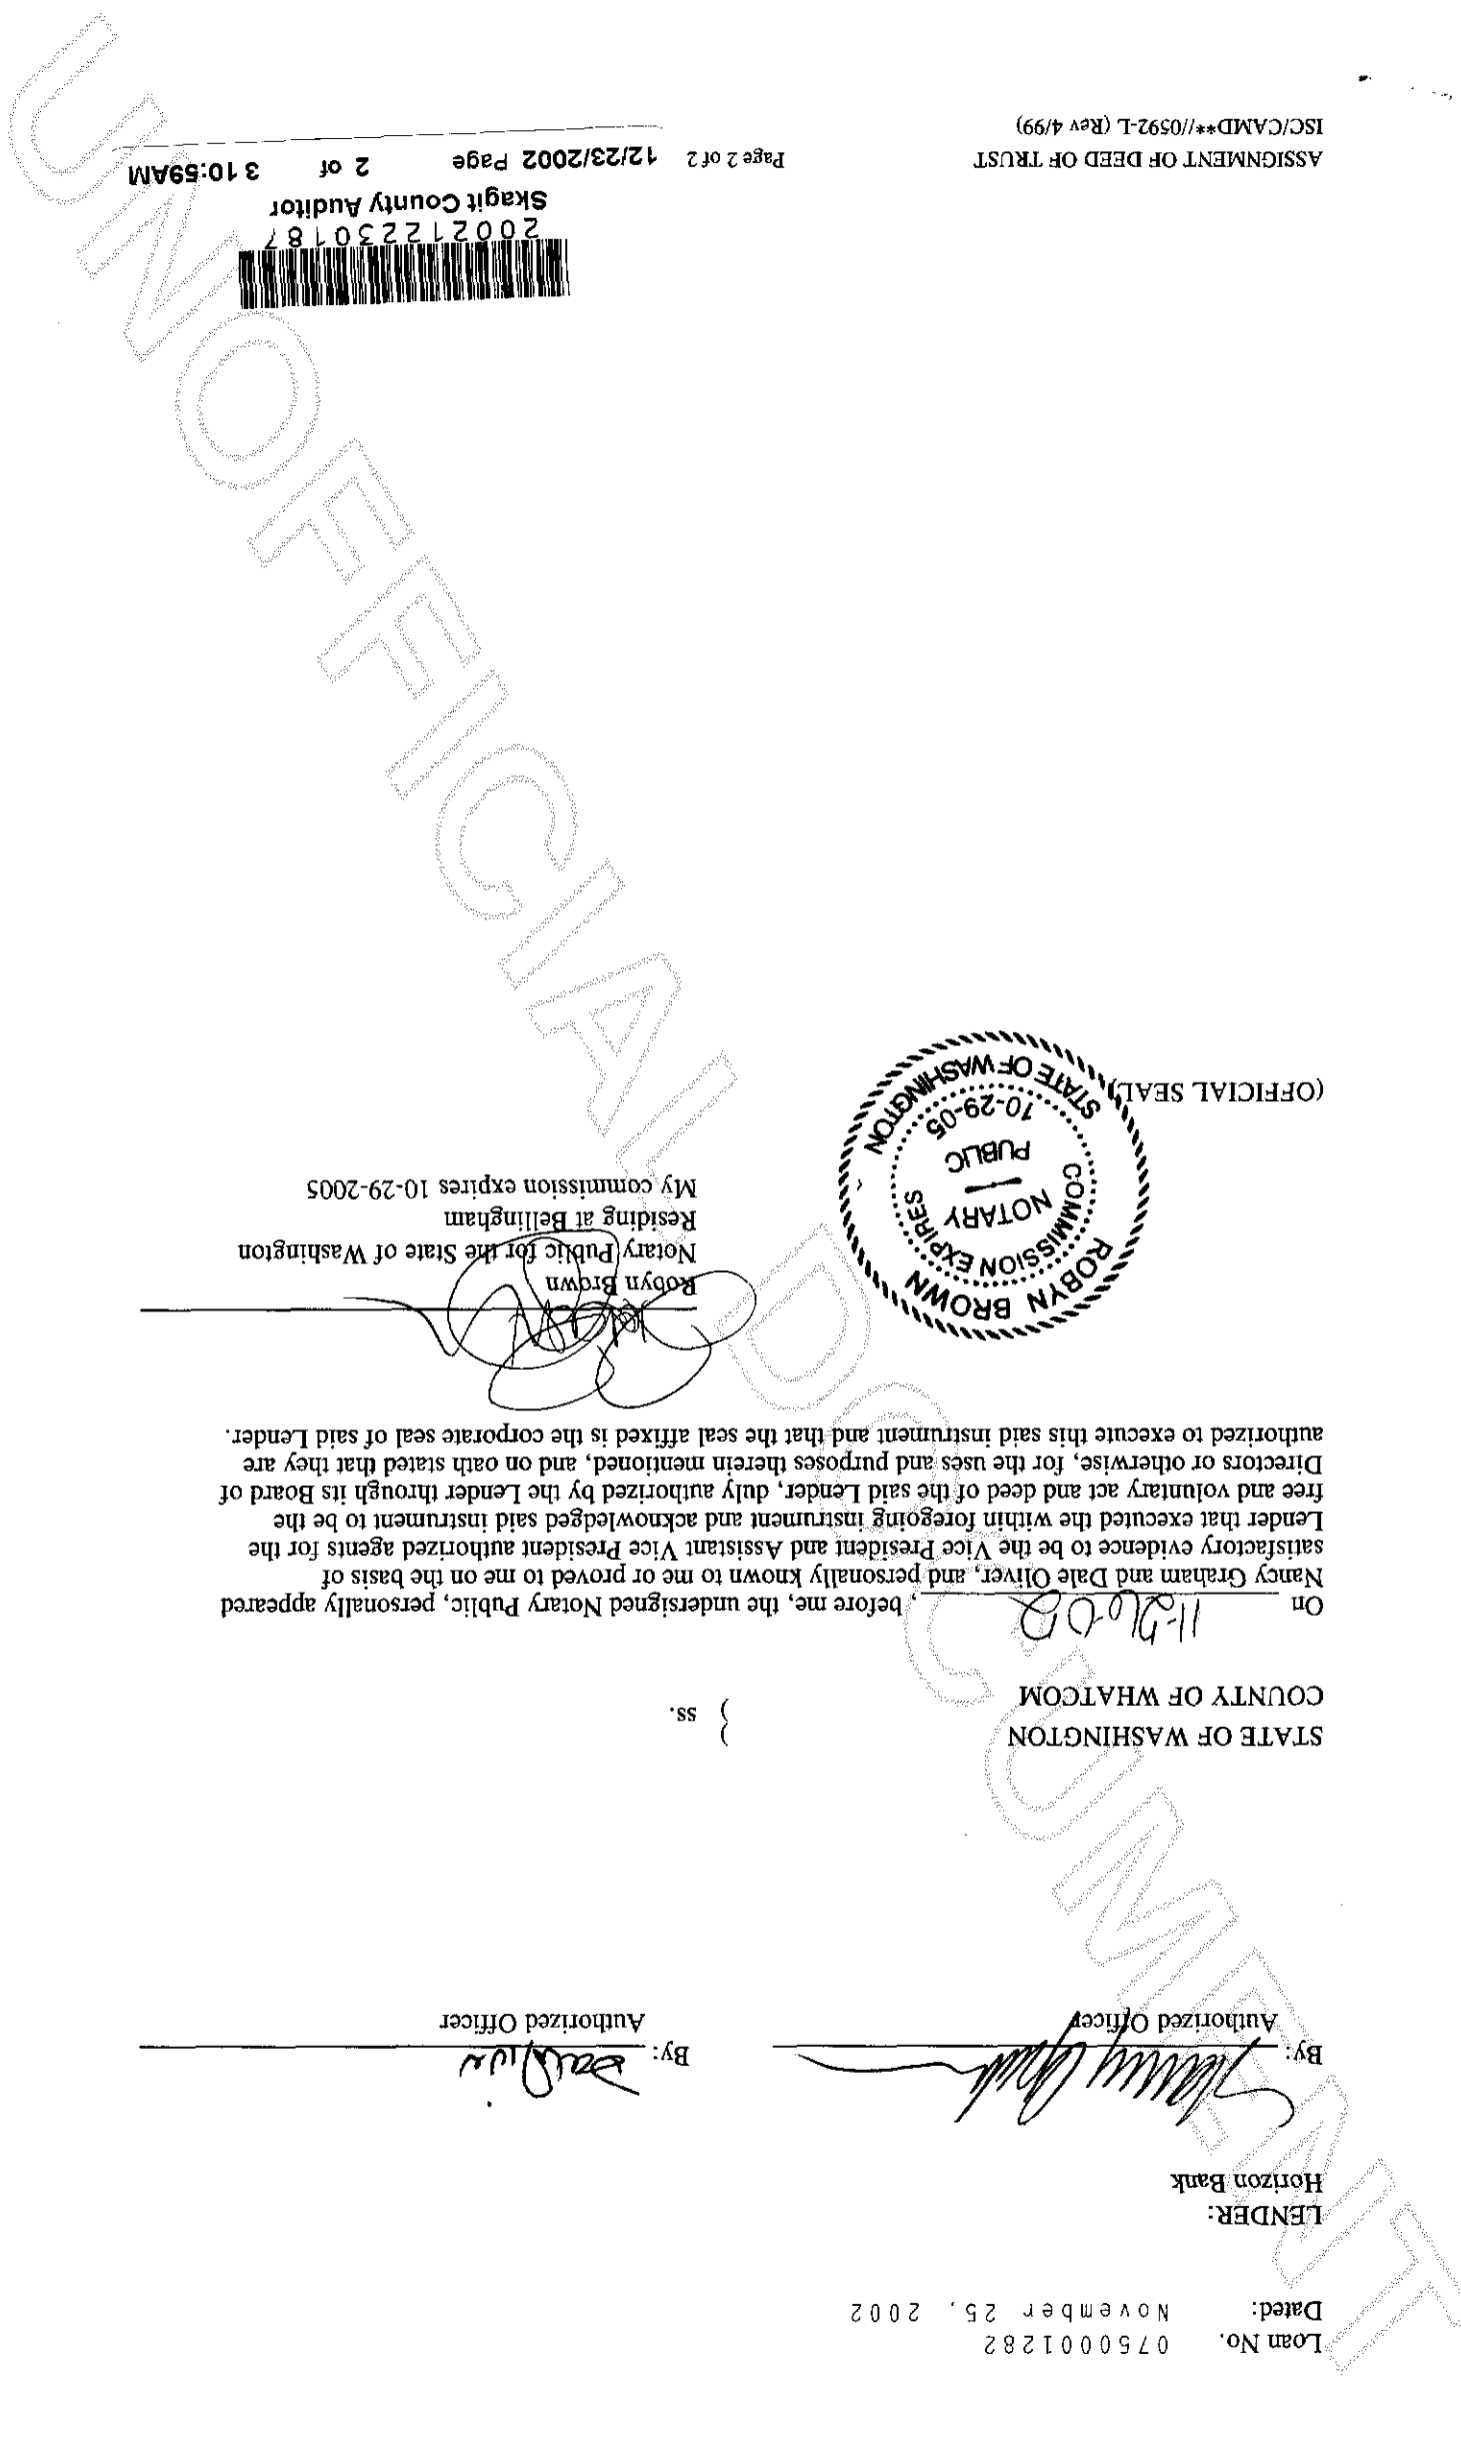 Loan No. 0750001282
Dated: November 25, 2002
LENDER:
Horizon Bank
By: By:
Authorized Officer Authorized Officer
STATE OF WASHINGTON
} ss.
COUNTY OF WHATCOM
On 11-26-02, before me, the undersigned Notary Public, personally appeared
Nancy Graham and Dale Oliver, and personally known to me or proved to me on the basis of
satisfactory evidence to be the Vice President and Assistant Vice President authorized agents for the
Lender that executed the within foregoing instrument and acknowledged said instrument to be the
free and voluntary act and deed of the said Lender, duly authorized by the Lender through its Board of
Directors or otherwise, for the uses and purposes therein mentioned, and on oath stated that they are
authorized to execute this said instrument and that the seal affixed is the corporate seal of said Lender.
Robyn Brown
Notary Public for the State of Washington
Residing at Bellingham
My commission expires 10-29-2005
ROBYN BROWN
COMMISSION EXPIRES
NOTARY
PUBLIC
10-29-05
STATE OF WASHINGTON
(OFFICIAL SEAL)
200212230187
Skagit County Auditor
12/23/2002 Page 2 of 3 10:59AM
ASSIGNMENT OF DEED OF TRUST Page 2 of 2
ISC/CAMD**//0592-L (Rev 4/99)
UNOFFICIAL DOCUMENT